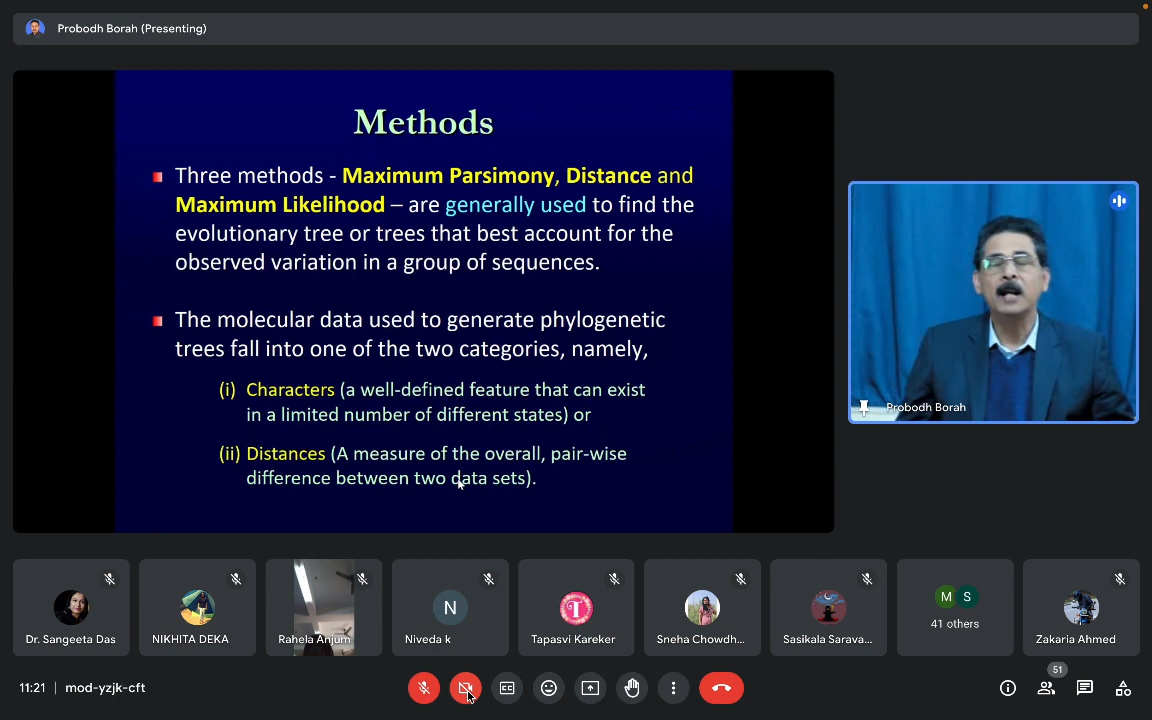 Probodh Borah (Presenting)
Methods
Three methods - Maximum Parsimony, Distance and
Maximum Likelihood – are generally used to find the
evolutionary tree or trees that best account for the
observed variation in a group of sequences.
The molecular data used to generate phylogenetic
trees fall into one of the two categories, namely,
(i) Characters (a well-defined feature that can exist
in a limited number of different states) or
(ii) Distances (A measure of the overall, pair-wise
difference between two data sets).
Probodh Borah
Dr. Sangeeta Das
NIKHITA DEKA
Rahela Anjum
N
Niveda k
T
Tapasvi Kareker
Sneha Chowdh...
Sasikala Sarava...
M S
41 others
Zakaria Ahmed
11:21 | mod-yzjk-cft
CC
51